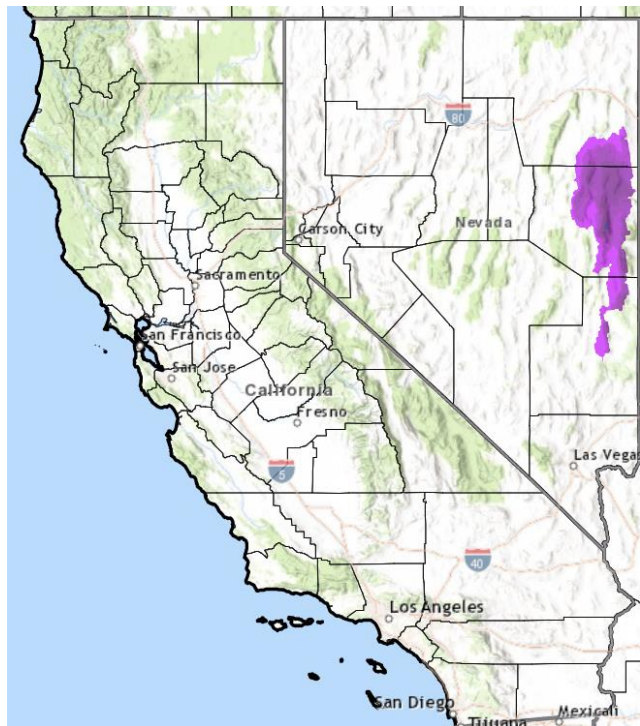 80
Carson City
Nevada
Sacramento
San Francisco
San Jose
California
Fresno
5
Las Vegas
40
Los Angeles
San Diego
Mexicali
Tijuana